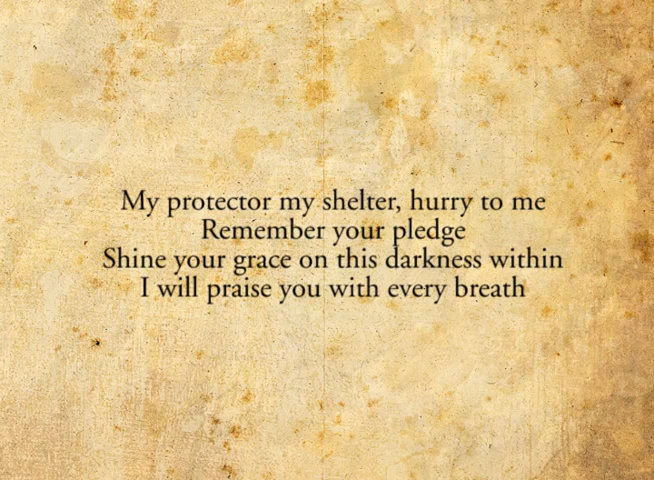 My protector my shelter, hurry to me
Remember your pledge
Shine your grace on this darkness within
I will praise you with every breath